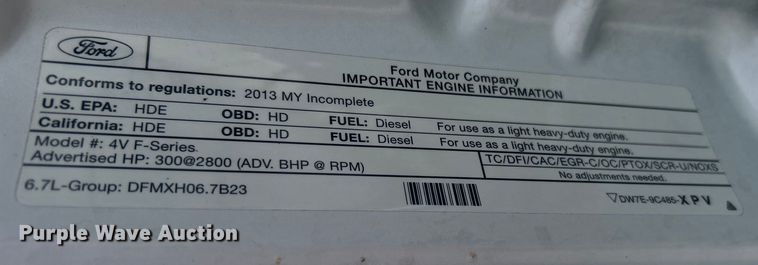 Ford
Ford Motor Company
IMPORTANT ENGINE INFORMATION
Conforms to regulations: 2013 MY Incomplete
U.S. EPA: HDE OBD: HD FUEL: Diesel For use as a light heavy-duty engine.
California: HDE OBD: HD FUEL: Diesel For use as a light heavy-duty engine.
Model #: 4V F-Series
Advertised HP: 300@2800 (ADV. BHP @ RPM)
TC/DFI/CAC/EGR-C/OC/PTOX/SCR-U/NOXS
No adjustments needed.
6.7L-Group: DFMXH06.7B23
DW7E-9C485-XPV
Purple Wave Auction